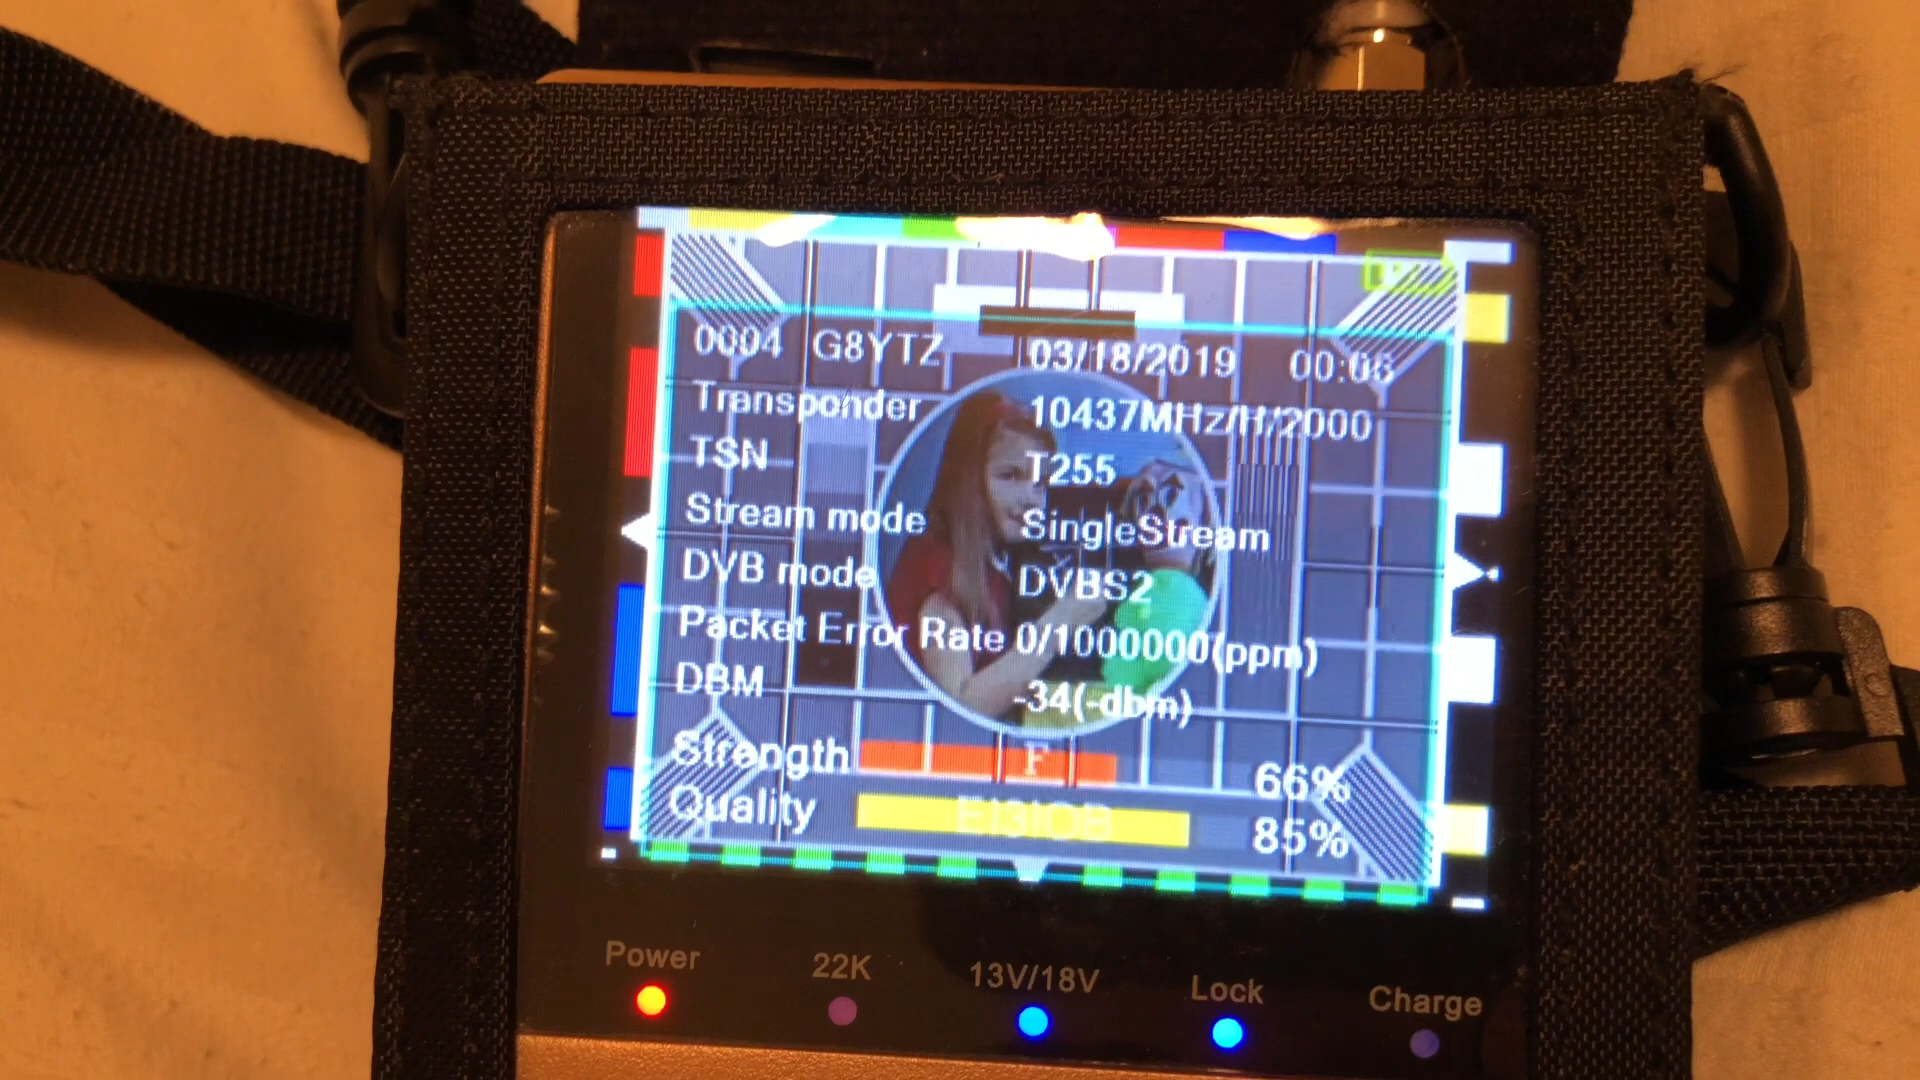 0004 G8YTZ 03/18/2019 00:06
Transponder 10437MHz/H/2000
TSN T255
Stream mode SingleStream
DVB mode DVBS2
Packet Error Rate 0/1000000(ppm)
DBM -34(-dbm)
Strength F 66%
Quality EI3IOB 85%
Power 22K 13V/18V Lock Charge